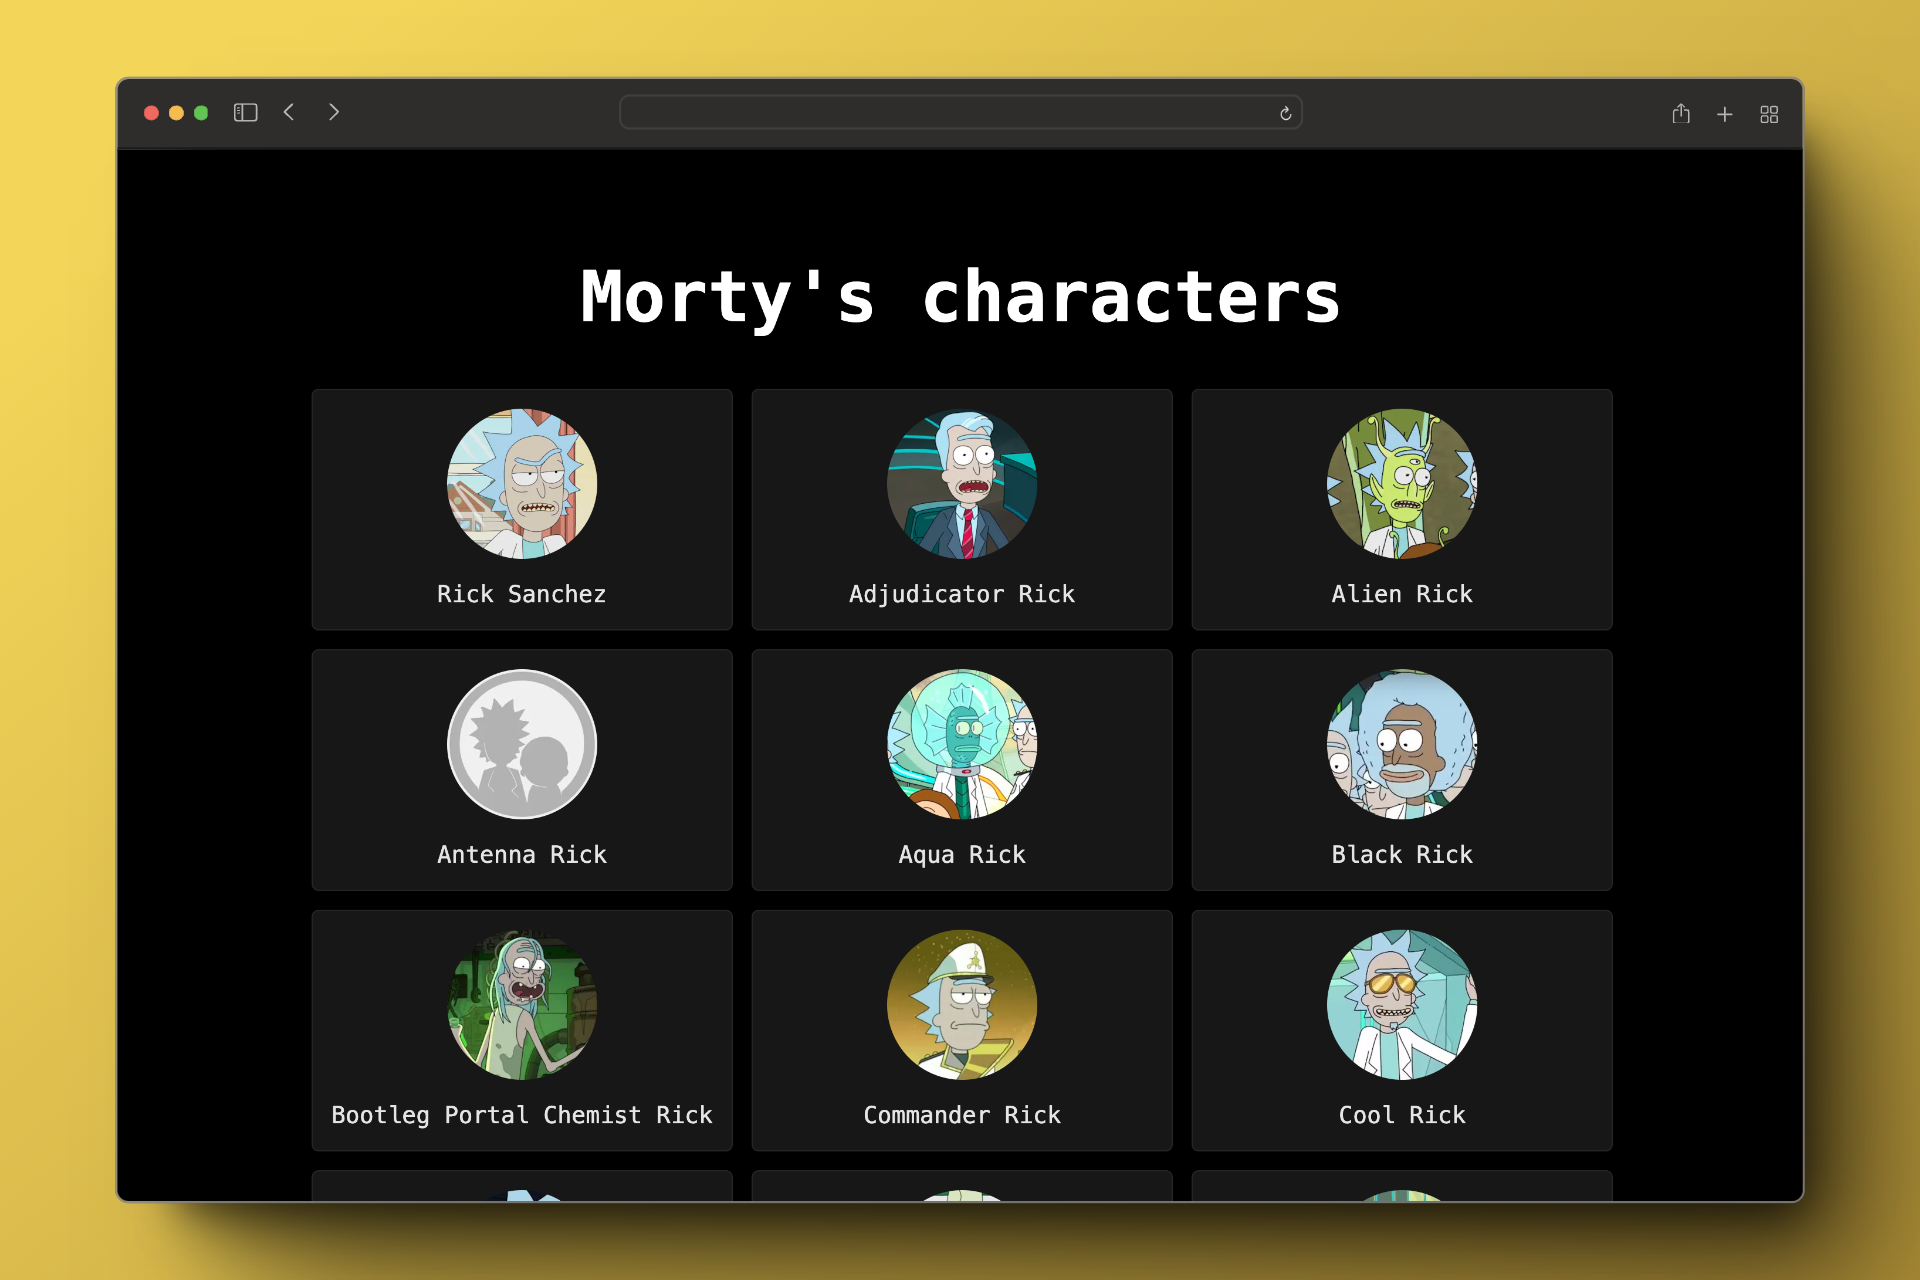 Morty's characters
Rick Sanchez
Adjudicator Rick
Alien Rick
Antenna Rick
Aqua Rick
Black Rick
Bootleg Portal Chemist Rick
Commander Rick
Cool Rick